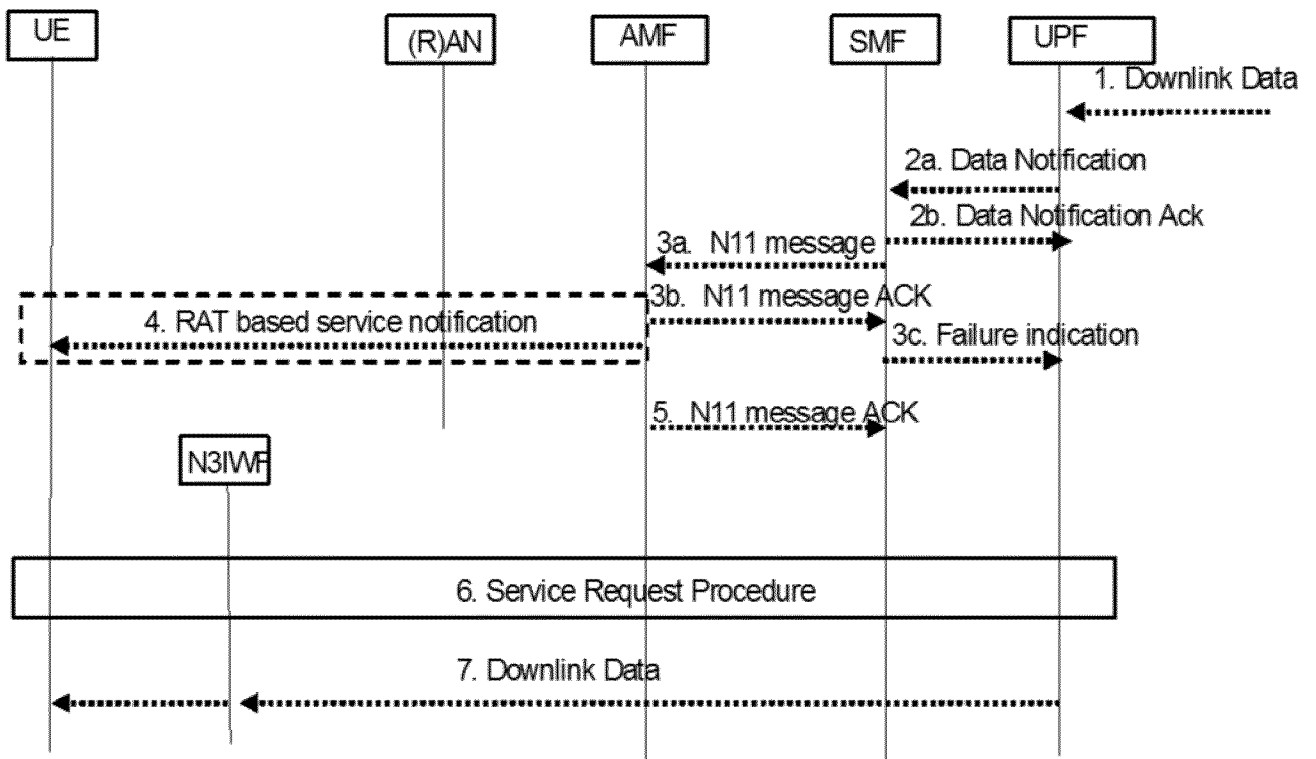 UE
(R)AN
AMF
SMF
UPF
1. Downlink Data
2a. Data Notification
2b. Data Notification Ack
3a. N11 message
3b. N11 message ACK
4. RAT based service notification
3c. Failure indication
5. N11 message ACK
N3IWF
6. Service Request Procedure
7. Downlink Data